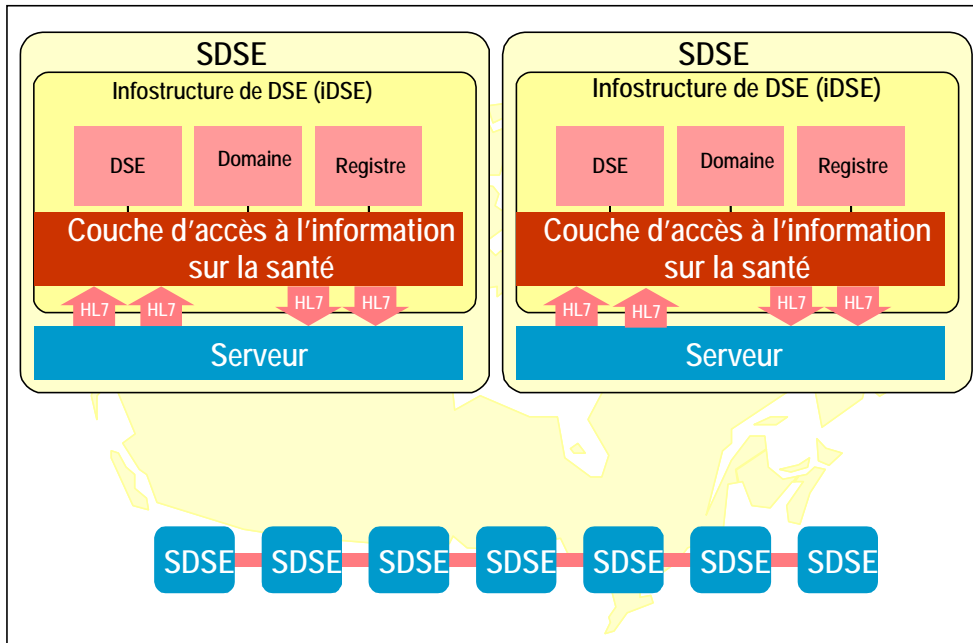 SDSE
Infostructure de DSE (iDSE)
DSE
Domaine
Registre
Couche d'accès à l'information
sur la santé
HL7
HL7
HL7
HL7
Serveur
SDSE
Infostructure de DSE (iDSE)
DSE
Domaine
Registre
Couche d'accès à l'information
sur la santé
HL7
HL7
HL7
HL7
Serveur
SDSE SDSE SDSE SDSE SDSE SDSE SDSE